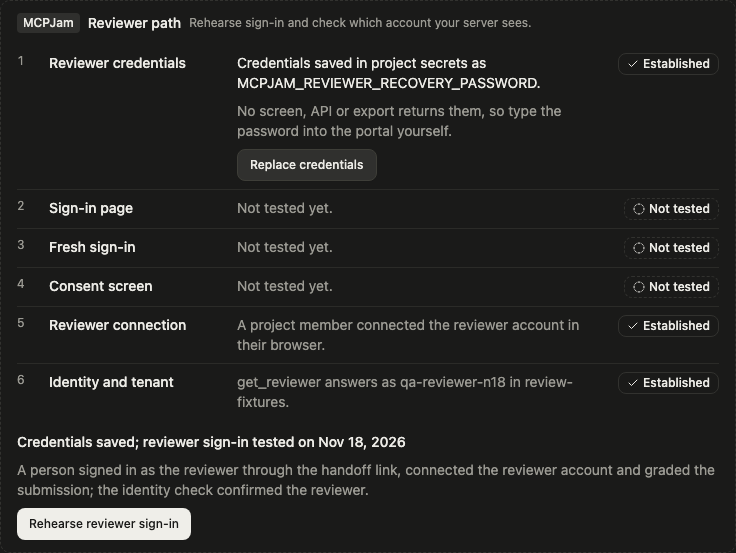 MCPJam Reviewer path Rehearse sign-in and check which account your server sees.
1 Reviewer credentials Credentials saved in project secrets as Established
MCPJAM_REVIEWER_RECOVERY_PASSWORD.
No screen, API or export returns them, so type the
password into the portal yourself.
Replace credentials
2 Sign-in page Not tested yet. Not tested
3 Fresh sign-in Not tested yet. Not tested
4 Consent screen Not tested yet. Not tested
5 Reviewer connection A project member connected the reviewer account in Established
their browser.
6 Identity and tenant get_reviewer answers as qa-reviewer-n18 in review- Established
fixtures.
Credentials saved; reviewer sign-in tested on Nov 18, 2026
A person signed in as the reviewer through the handoff link, connected the reviewer account and graded the
submission; the identity check confirmed the reviewer.
Rehearse reviewer sign-in